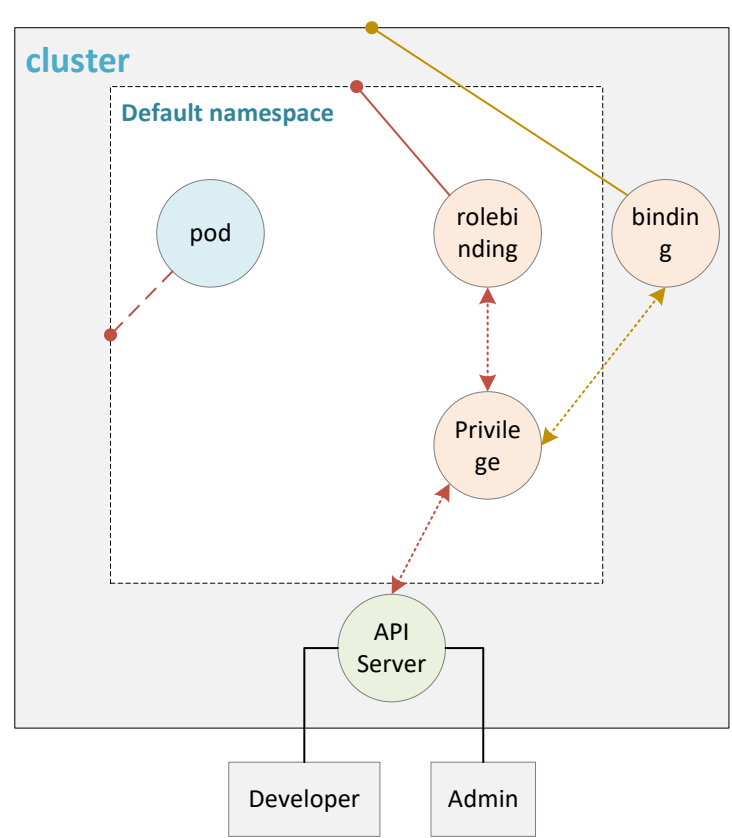 cluster
Default namespace
pod
rolebi
nding
bindin
g
Privile
ge
API
Server
Developer
Admin